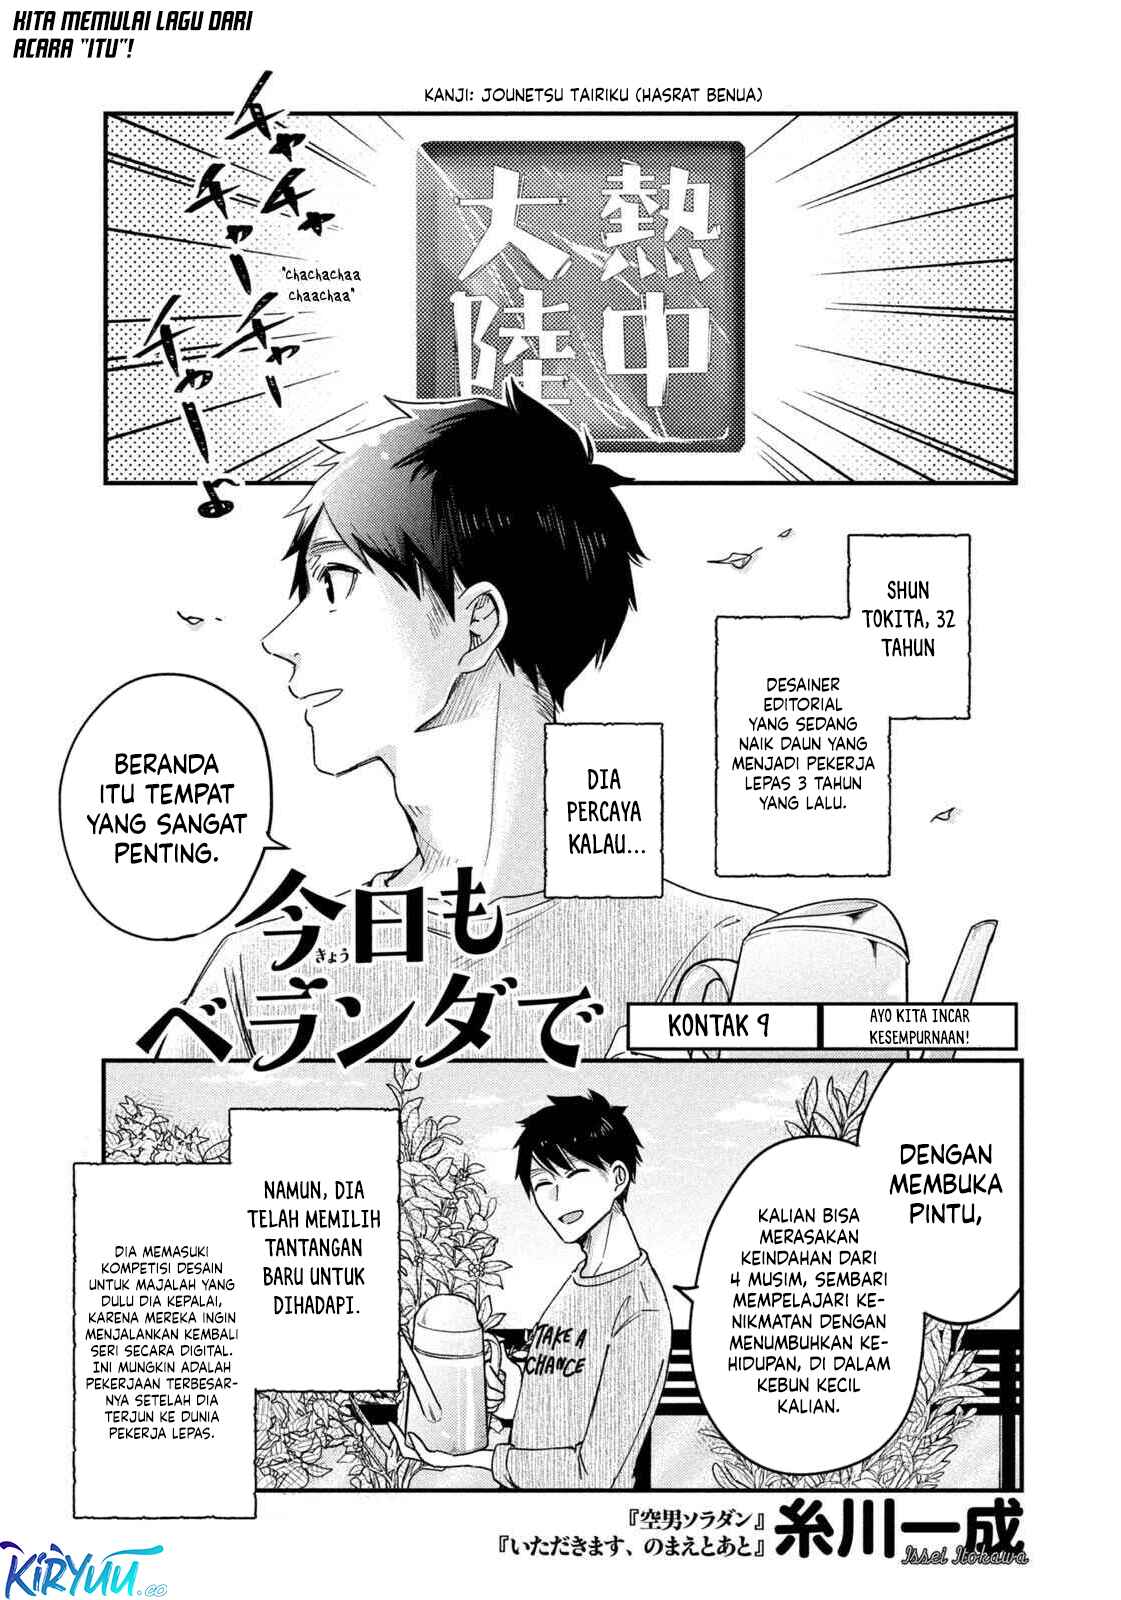 KITA MEMULAI LAGU DARI
ACARA "ITU"!
KANJI: JOUNETSU TAIRIKU (HASRAT BENUA)
熱中
大陸
チャ
チャ
チャー
チャ
チャー
チャーー♪
"chachachaa
chaachaa"
SHUN
TOKITA, 32
TAHUN
DESAINER
EDITORIAL
YANG SEDANG
NAIK DAUN YANG
MENJADI PEKERJA
LEPAS 3 TAHUN
YANG LALU.
DIA
PERCAYA
KALAU...
BERANDA
ITU TEMPAT
YANG SANGAT
PENTING.
今日も
きょう
ベランダで
KONTAK 9
AYO KITA INCAR
KESEMPURNAAN!
DENGAN
MEMBUKA
PINTU,
KALIAN BISA
MERASAKAN
KEINDAHAN DARI
4 MUSIM, SEMBARI
MEMPELAJARI KE-
NIKMATAN DENGAN
MENUMBUHKAN KE-
HIDUPAN, DI DALAM
KEBUN KECIL
KALIAN.
TAKE A
CHANCE
NAMUN, DIA
TELAH MEMILIH
TANTANGAN
BARU UNTUK
DIHADAPI.
DIA MEMASUKI
KOMPETISI DESAIN
UNTUK MAJALAH YANG
DULU DIA KEPALAI,
KARENA MEREKA INGIN
MENJALANKAN KEMBALI
SERI SECARA DIGITAL.
INI MUNGKIN ADALAH
PEKERJAAN TERBESAR-
NYA SETELAH DIA
TERJUN KE DUNIA
PEKERJA LEPAS.
『空男ソラダン』
『いただきます、のまえとあと』
糸川一成
Issei Itokawa
KIRYUU.CO